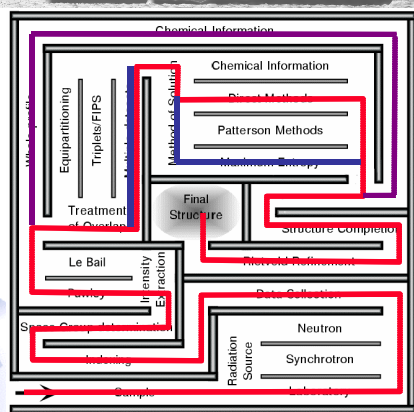 Chemical Information
Chemical Information
Direct Methods
Patterson Methods
Maximum Entropy
Method of Solution
Equipartitioning
Triplets/FIPS
Whole profile
Treatment
of Overlap
Final
Structure
Structure Completion
Rietveld Refinement
Le Bail
Pawley
Intensity
Extraction
Data Collection
Space Group Determination
Indexing
Radiation
Source
Neutron
Synchrotron
Laboratory
Sample